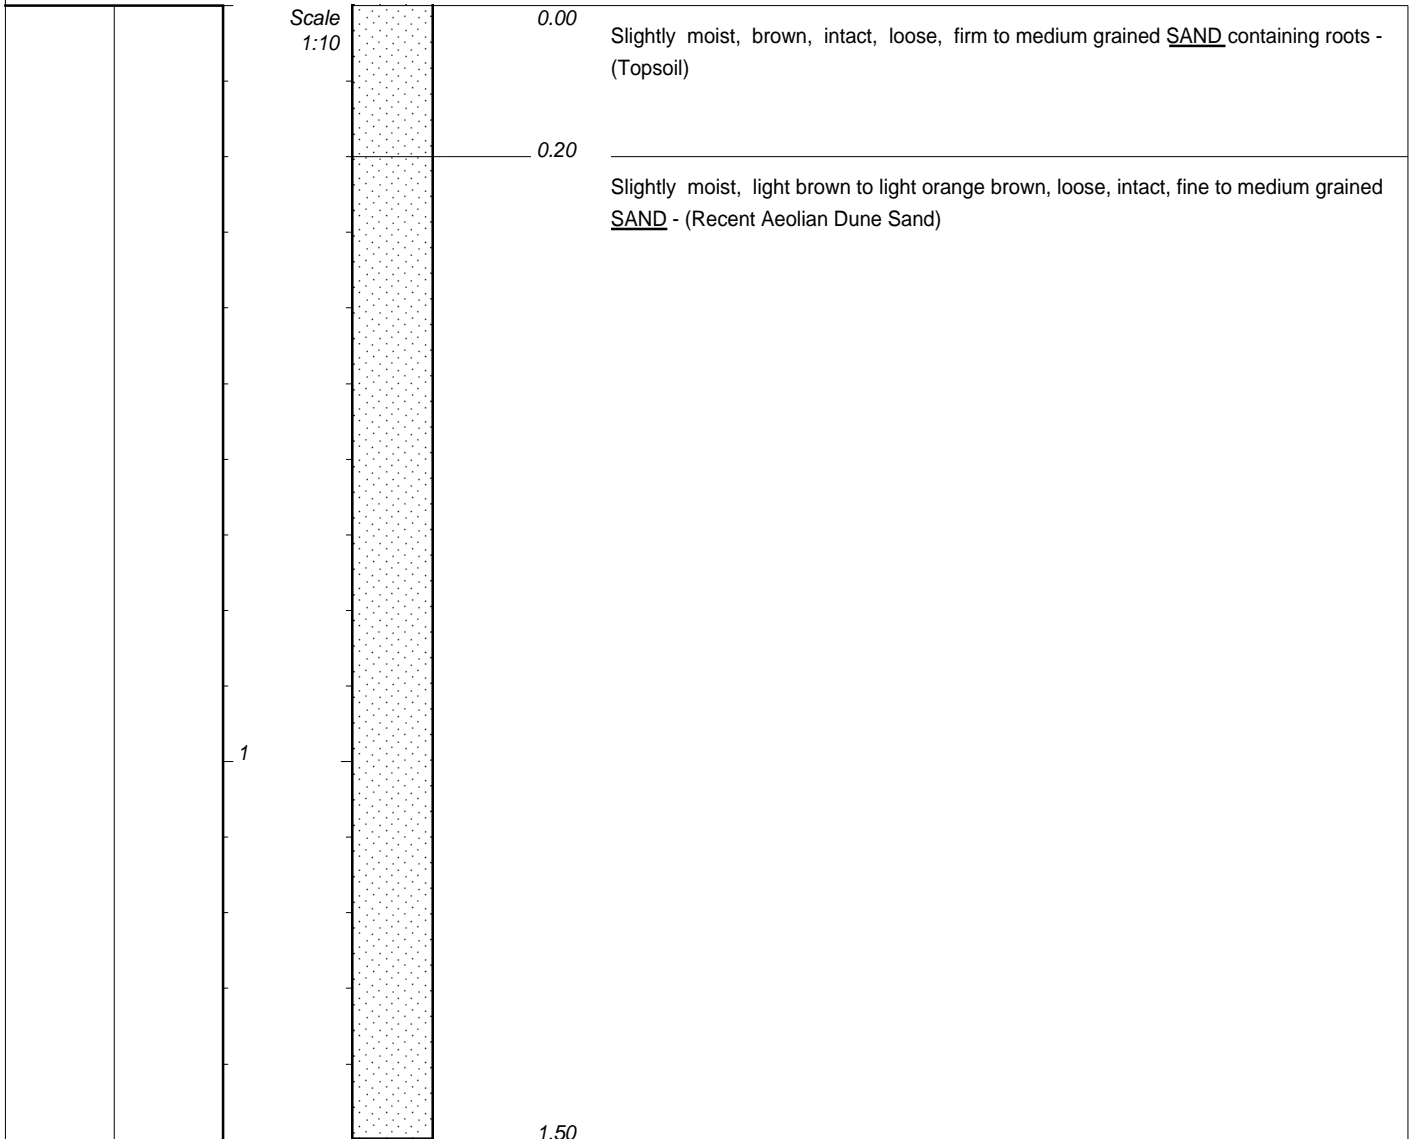 Scale
1:10
0.00
Slightly moist, brown, intact, loose, firm to medium grained SAND containing roots -
(Topsoil)
0.20
Slightly moist, light brown to light orange brown, loose, intact, fine to medium grained
SAND - (Recent Aeolian Dune Sand)
1
1.50